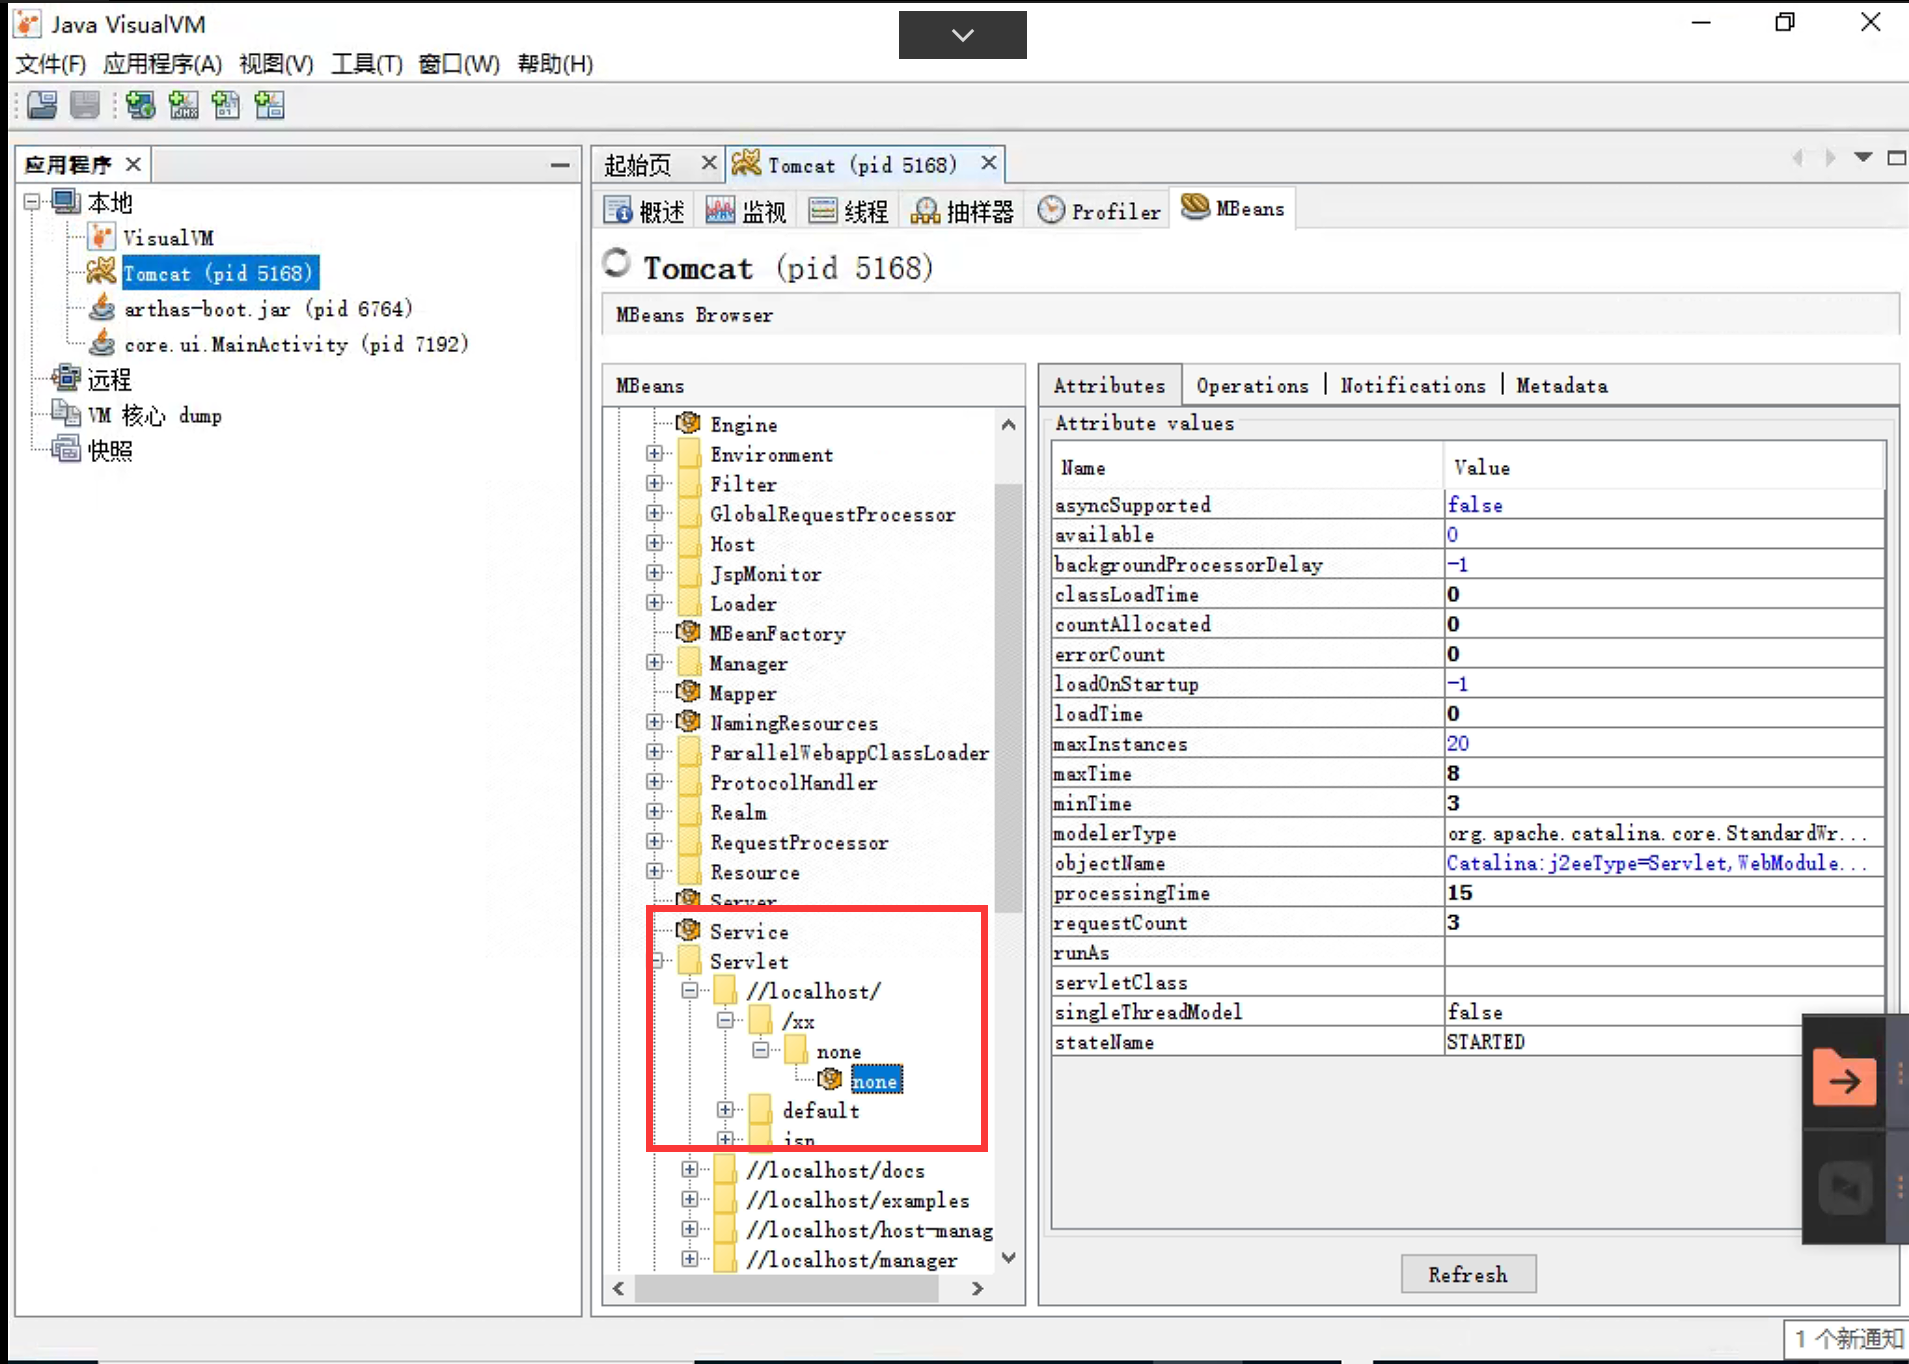 Java VisualVM
文件(F) 应用程序(A) 视图(V) 工具(T) 窗口(W) 帮助(H)
应用程序
本地
VisualVM
Tomcat (pid 5168)
arthas-boot.jar (pid 6764)
core.ui.MainActivity (pid 7192)
远程
VM 核心 dump
快照
起始页 Tomcat (pid 5168)
概述 监视 线程 抽样器 Profiler MBeans
Tomcat (pid 5168)
MBeans Browser
MBeans
Engine
Environment
Filter
GlobalRequestProcessor
Host
JspMonitor
Loader
MBeanFactory
Manager
Mapper
NamingResources
ParallelWebappClassLoader
ProtocolHandler
Realm
RequestProcessor
Resource
Server
Service
Servlet
//localhost/
/xx
none
none
default
jsp
//localhost/docs
//localhost/examples
//localhost/host-manag
//localhost/manager
Attributes Operations Notifications Metadata
Attribute values
Name Value
asyncSupported false
available 0
backgroundProcessorDelay -1
classLoadTime 0
countAllocated 0
errorCount 0
loadOnStartup -1
loadTime 0
maxInstances 20
maxTime 8
minTime 3
modelerType org.apache.catalina.core.StandardWr...
objectName Catalina:j2eeType=Servlet,WebModule...
processingTime 15
requestCount 3
runAs
servletClass
singleThreadModel false
stateName STARTED
Refresh
1 个新通知